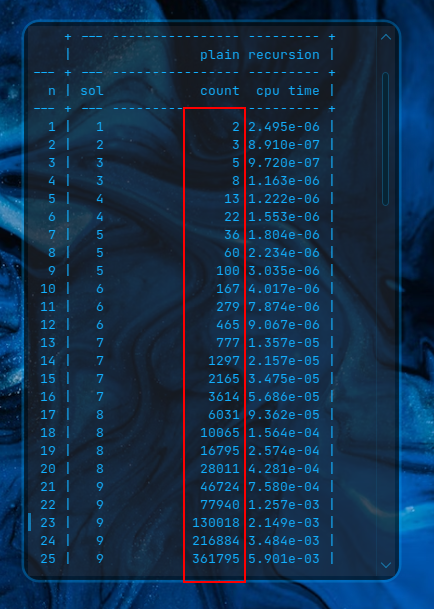 + --- ---------------- --------- +
| plain recursion |
--- + --- ---------------- --------- +
n | sol count cpu time |
--- + --- ---------------- --------- +
1 | 1 2 2.495e-06 |
2 | 2 3 8.910e-07 |
3 | 3 5 9.720e-07 |
4 | 3 8 1.163e-06 |
5 | 4 13 1.222e-06 |
6 | 4 22 1.553e-06 |
7 | 5 36 1.804e-06 |
8 | 5 60 2.234e-06 |
9 | 5 100 3.035e-06 |
10 | 6 167 4.017e-06 |
11 | 6 279 7.874e-06 |
12 | 6 465 9.067e-06 |
13 | 7 777 1.357e-05 |
14 | 7 1297 2.157e-05 |
15 | 7 2165 3.475e-05 |
16 | 7 3614 5.686e-05 |
17 | 8 6031 9.362e-05 |
18 | 8 10065 1.564e-04 |
19 | 8 16795 2.574e-04 |
20 | 8 28011 4.281e-04 |
21 | 9 46724 7.580e-04 |
22 | 9 77940 1.257e-03 |
23 | 9 130018 2.149e-03 |
24 | 9 216884 3.484e-03 |
25 | 9 361795 5.901e-03 |